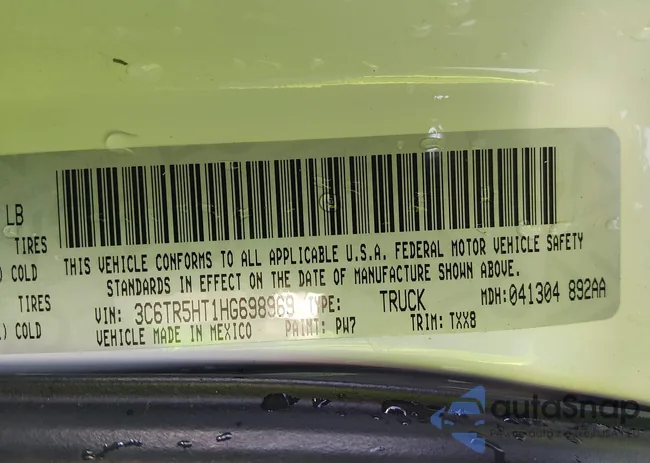 LB
TIRES
) COLD
THIS VEHICLE CONFORMS TO ALL APPLICABLE U.S.A. FEDERAL MOTOR VEHICLE SAFETY
STANDARDS IN EFFECT ON THE DATE OF MANUFACTURE SHOWN ABOVE.
TIRES
) COLD
VIN: 3C6TR5HT1HG698969 TYPE: TRUCK MDH: 041304 892AA
VEHICLE MADE IN MEXICO PAINT: PW7 TRIM: TXX8
autoSnap